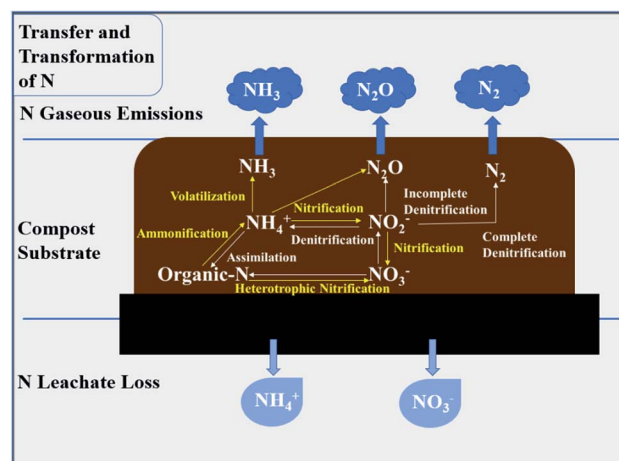 Transfer and
Transformation
of N
N Gaseous Emissions
NH₃
N₂O
N₂
Compost
Substrate
NH₃
N₂O
N₂
Volatilization
Incomplete
Denitrification
Nitrification
NH₄⁺
NO₂⁻
Ammonification
Denitrification
Nitrification
Complete
Denitrification
Assimilation
Organic-N
NO₃⁻
Heterotrophic Nitrification
N Leachate Loss
NH₄⁺
NO₃⁻